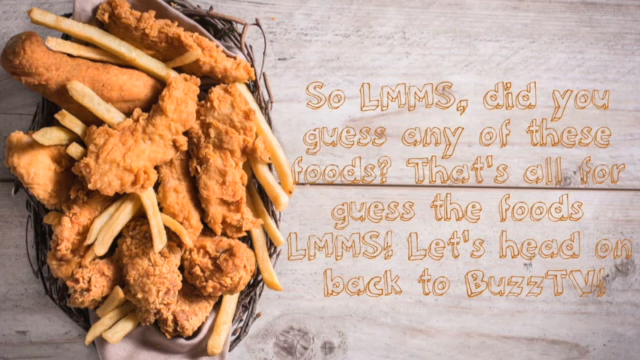 So LMMS, did you
guess any of these
foods? That's all for
guess the foods
LMMS! Let's head on
back to BuzzTV!